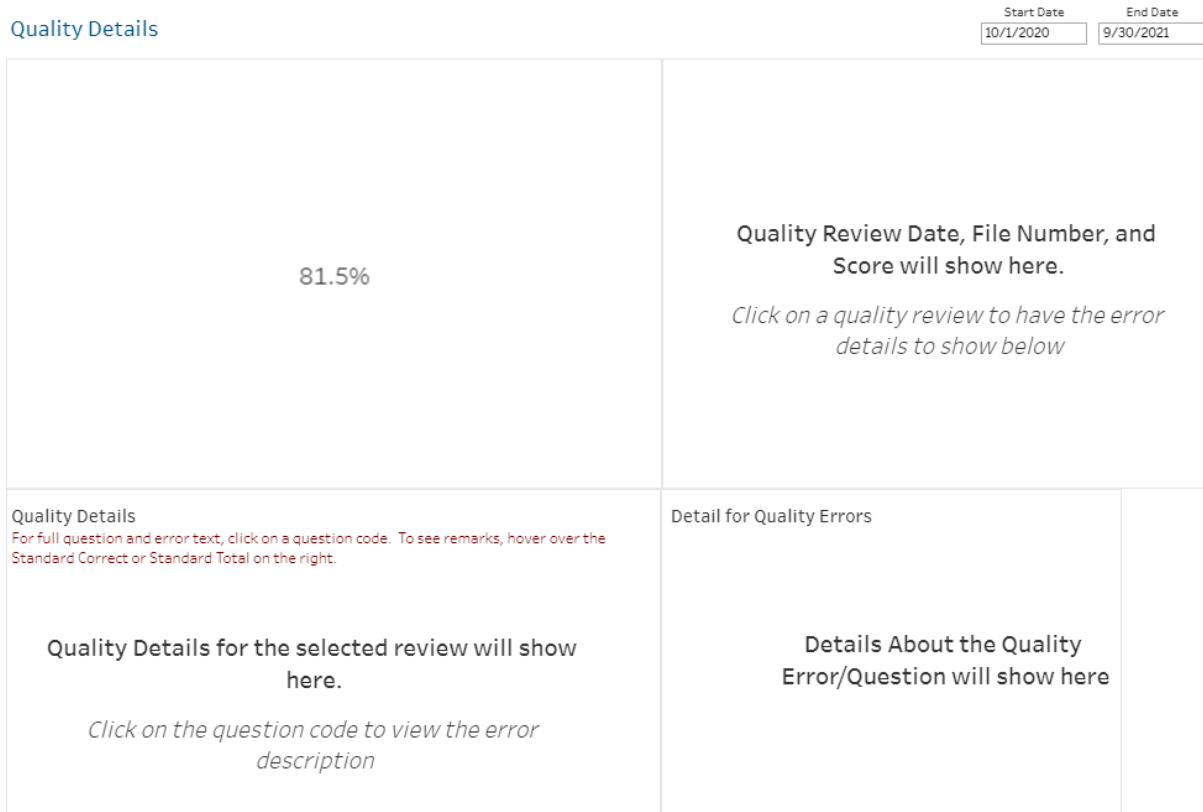 Quality Details
Start Date
End Date
10/1/2020
9/30/2021
81.5%
Quality Review Date, File Number, and
Score will show here.
Click on a quality review to have the error
details to show below
Quality Details
For full question and error text, click on a question code. To see remarks, hover over the
Standard Correct or Standard Total on the right.
Quality Details for the selected review will show
here.
Click on the question code to view the error
description
Detail for Quality Errors
Details About the Quality
Error/Question will show here